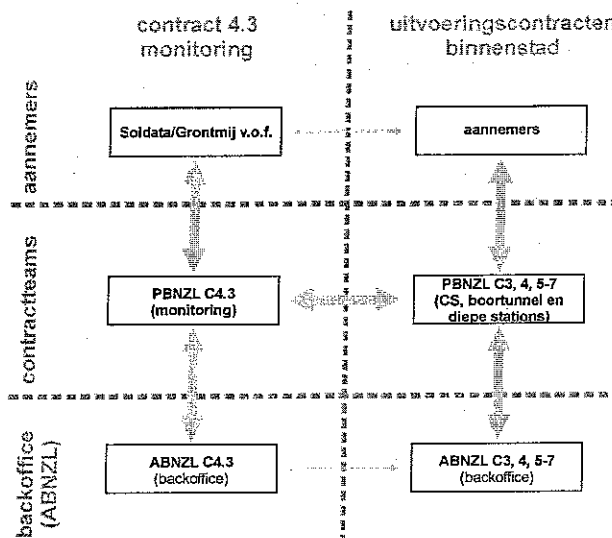 contract 4.3
monitoring
uitvoeringscontracten
binnenstad
aannemers
Soldata/Grontmij v.o.f.
aannemers
contractteams
PBNZL C4.3
(monitoring)
PBNZL C3, 4, 5-7
(CS, boortunnel en
diepe stations)
backoffice
(ABNZL)
ABNZL C4.3
(backoffice)
ABNZL C3, 4, 5-7
(backoffice)